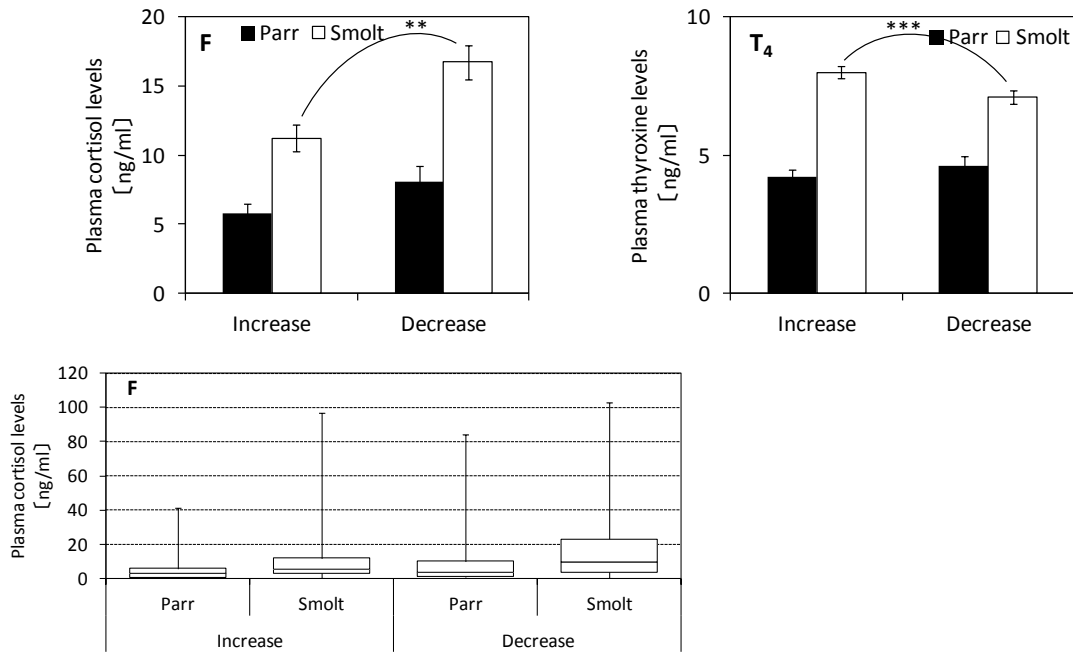 F
Parr
Smolt
**
Plasma cortisol levels
[ng/ml]
20
15
10
5
0
Increase
Decrease
T4
***
Parr
Smolt
Plasma thyroxine levels
[ng/ml]
10
5
0
Increase
Decrease
F
Plasma cortisol levels
[ng/ml]
120
100
80
60
40
20
0
Parr
Smolt
Parr
Smolt
Increase
Decrease